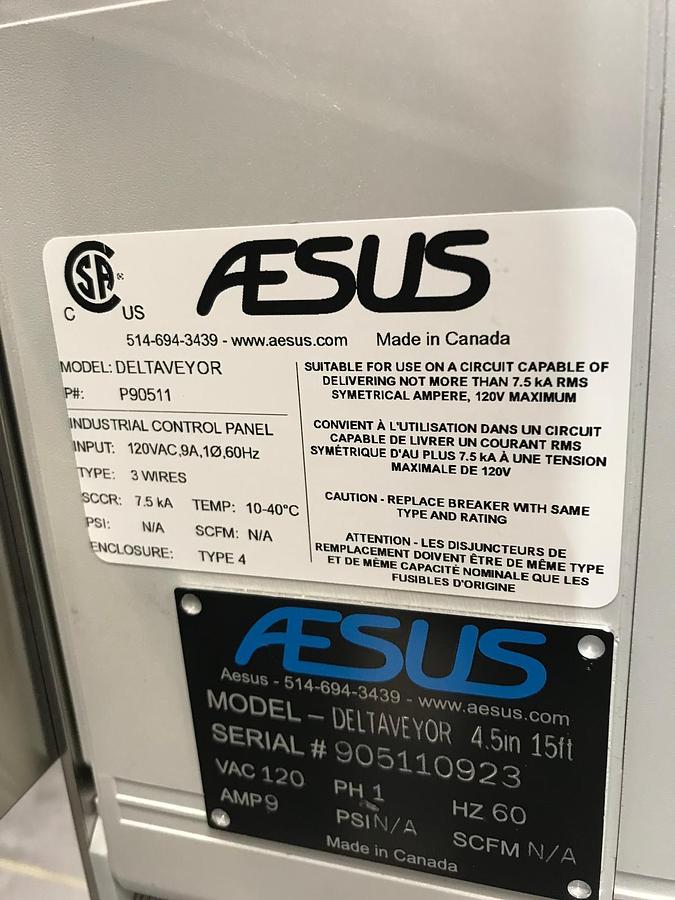 CSA®
C US
ÆSUS
514-694-3439 - www.aesus.com Made in Canada
MODEL: DELTAVEYOR
P#: P90511
INDUSTRIAL CONTROL PANEL
INPUT: 120VAC,9A,1Ø,60Hz
TYPE: 3 WIRES
SCCR: 7.5 kA TEMP: 10-40°C
PSI: N/A SCFM: N/A
ENCLOSURE: TYPE 4
SUITABLE FOR USE ON A CIRCUIT CAPABLE OF
DELIVERING NOT MORE THAN 7.5 kA RMS
SYMETRICAL AMPERE, 120V MAXIMUM
CONVIENT À L'UTILISATION DANS UN CIRCUIT
CAPABLE DE LIVRER UN COURANT RMS
SYMÉTRIQUE D'AU PLUS 7.5 kA À UNE TENSION
MAXIMALE DE 120V
CAUTION - REPLACE BREAKER WITH SAME
TYPE AND RATING
ATTENTION - LES DISJUNCTEURS DE
REMPLACEMENT DOIVENT ÊTRE DE MÊME TYPE
ET DE MÊME CAPACITÉ NOMINALE QUE LES
FUSIBLES D'ORIGINE
ÆSUS
Aesus - 514-694-3439 - www.aesus.com
MODEL - DELTAVEYOR 4.5in 15ft
SERIAL # 905110923
VAC 120 PH 1 HZ 60
AMP 9 PSI N/A SCFM N/A
Made in Canada